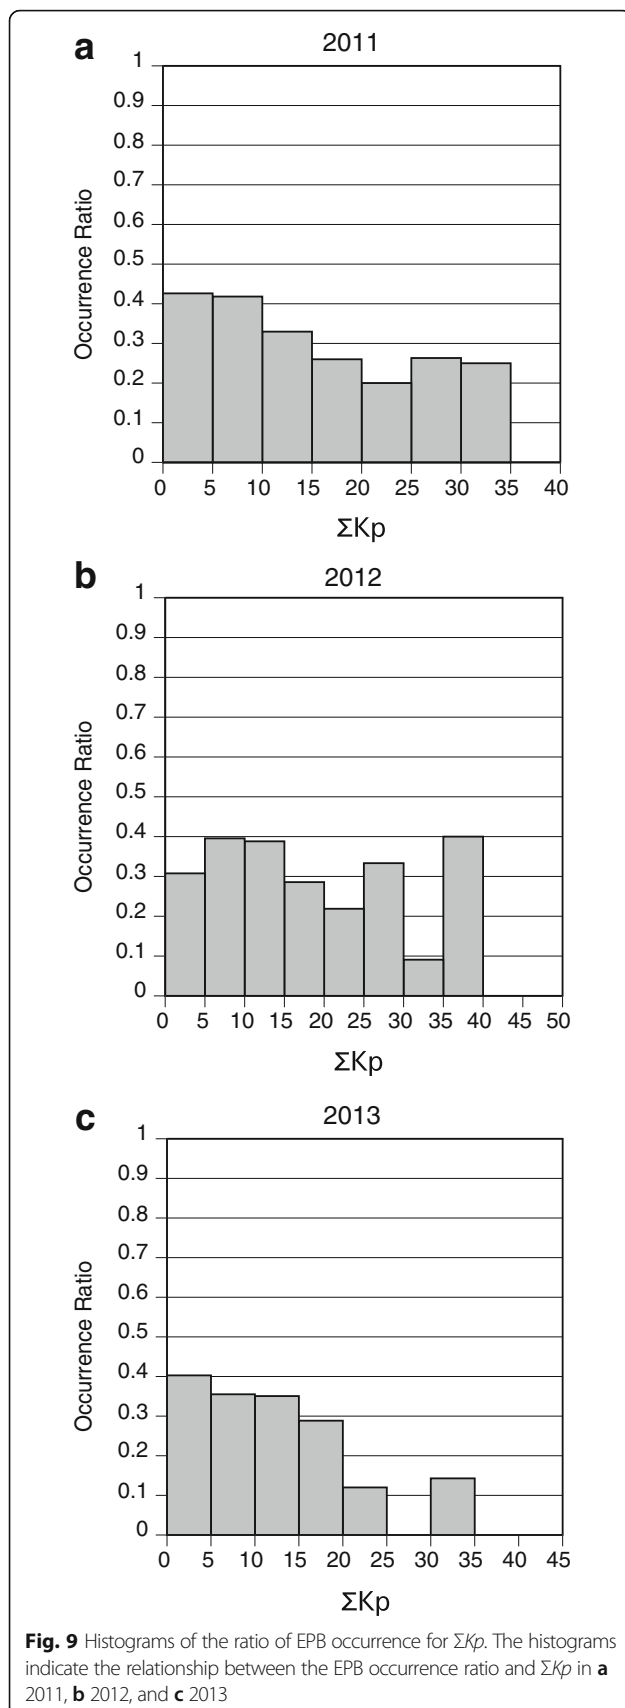 a
2011
1
0.9
0.8
0.7
0.6
0.5
0.4
0.3
0.2
0.1
0
Occurrence Ratio
0 5 10 15 20 25 30 35 40
ΣKp
b
2012
1
0.9
0.8
0.7
0.6
0.5
0.4
0.3
0.2
0.1
0
Occurrence Ratio
0 5 10 15 20 25 30 35 40 45 50
ΣKp
c
2013
1
0.9
0.8
0.7
0.6
0.5
0.4
0.3
0.2
0.1
0
Occurrence Ratio
0 5 10 15 20 25 30 35 40 45
ΣKp
Fig. 9 Histograms of the ratio of EPB occurrence for ΣKp. The histograms
indicate the relationship between the EPB occurrence ratio and ΣKp in a
2011, b 2012, and c 2013